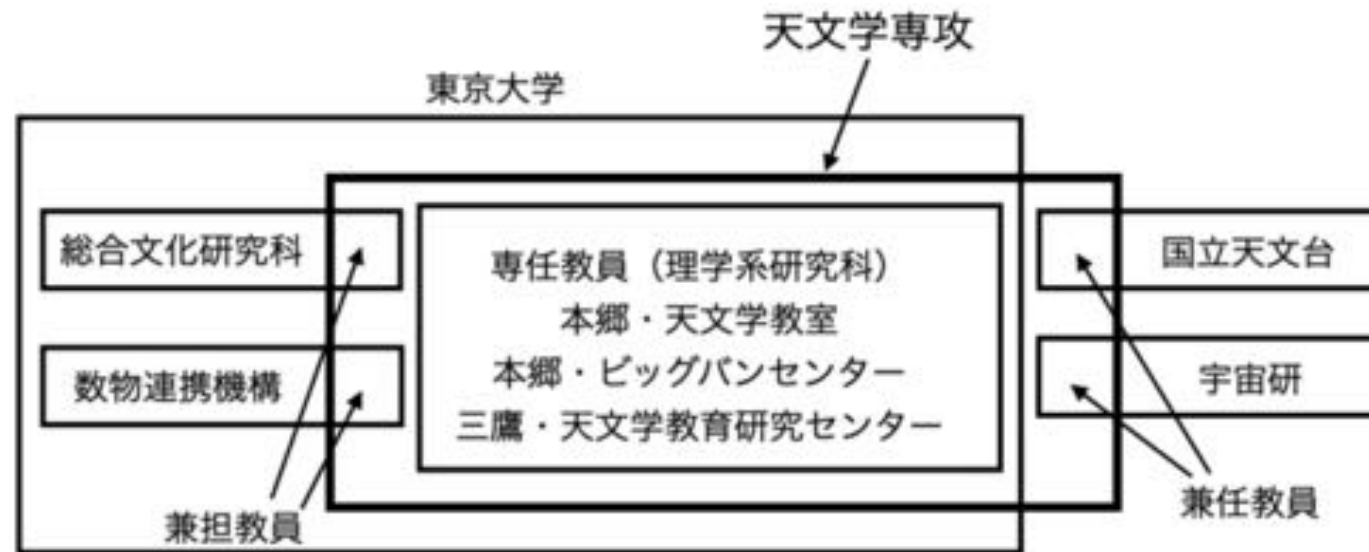 天文学専攻
東京大学
総合文化研究科
数物連携機構
専任教員（理学系研究科）
本郷・天文学教室
本郷・ビッグバンセンター
三鷹・天文学教育研究センター
国立天文台
宇宙研
兼担教員
兼任教員